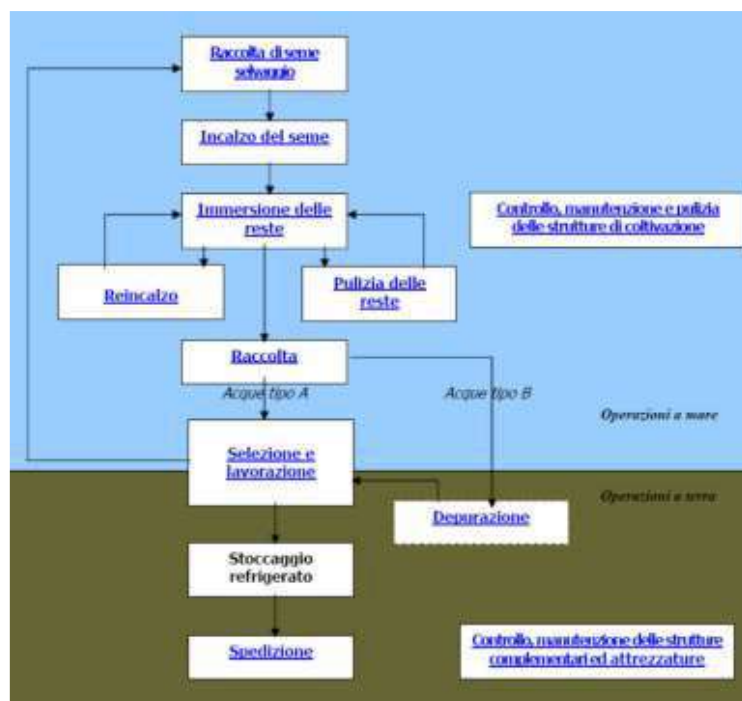 Raccolta di seme
selvaggio
Incalzo del seme
Immersione delle
reste
Controllo, manutenzione e pulizia
delle strutture di coltivazione
Reincalzo
Pulizia delle
reste
Raccolta
Acque tipo A
Acque tipo B
Operazioni a mare
Selezione e
lavorazione
Operazioni a terra
Depurazione
Stoccaggio
refrigerato
Spedizione
Controllo, manutenzione delle strutture
complementari ed attrezzature